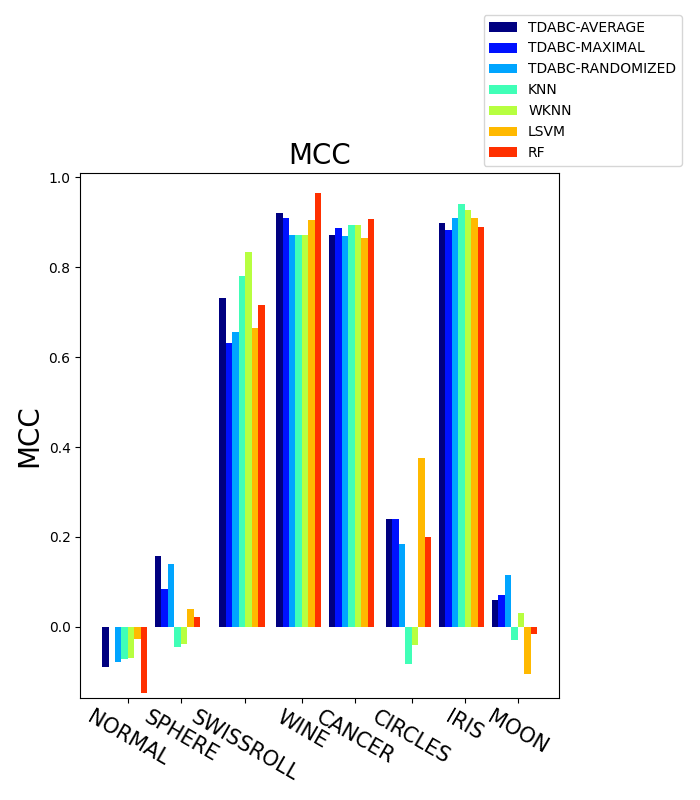 TDABC-AVERAGE
TDABC-MAXIMAL
TDABC-RANDOMIZED
KNN
WKNN
LSVM
RF
MCC
1.0
0.8
0.6
0.4
0.2
0.0
MCC
NORMAL
SPHERE
SWISSROLL
WINE
CANCER
CIRCLES
IRIS
MOON